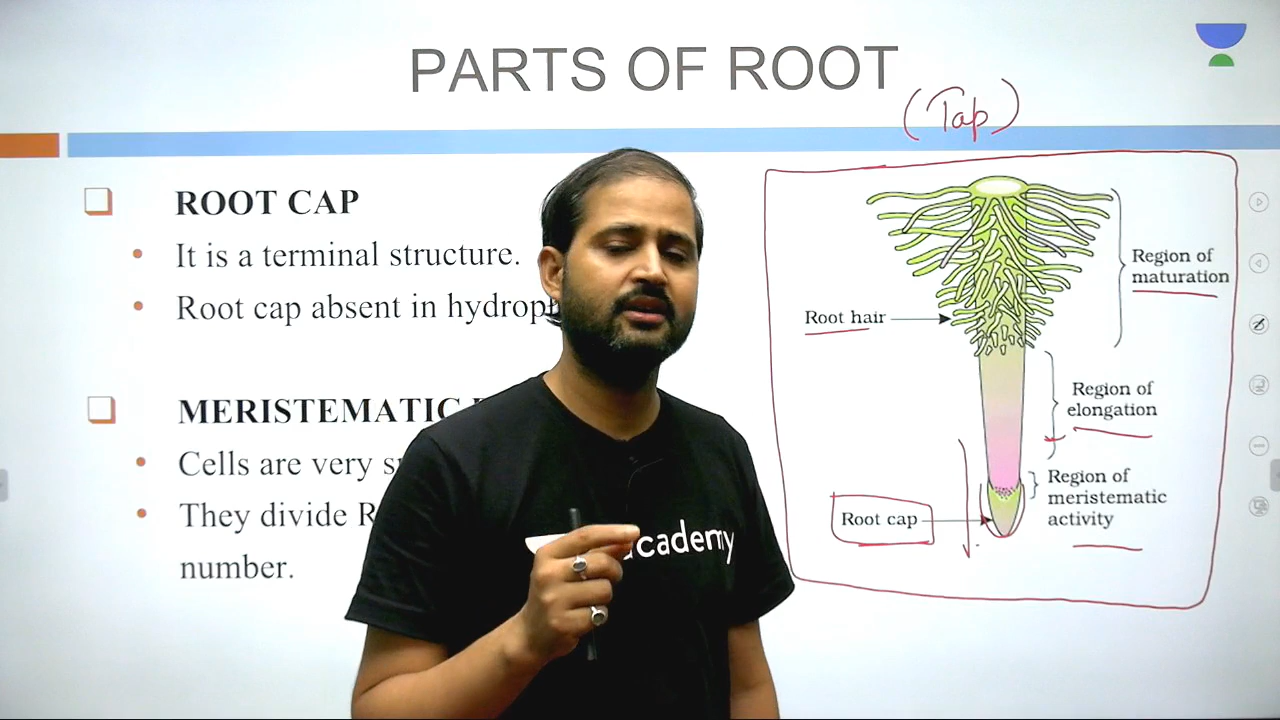 PARTS OF ROOT
(Tap)
ROOT CAP
It is a terminal structure.
Root cap absent in
MERISTEMATIC
Cells are very
They divide
number.
Region of
maturation
Root hair
Region of
elongation
Region of
meristematic
activity
Root cap
academy